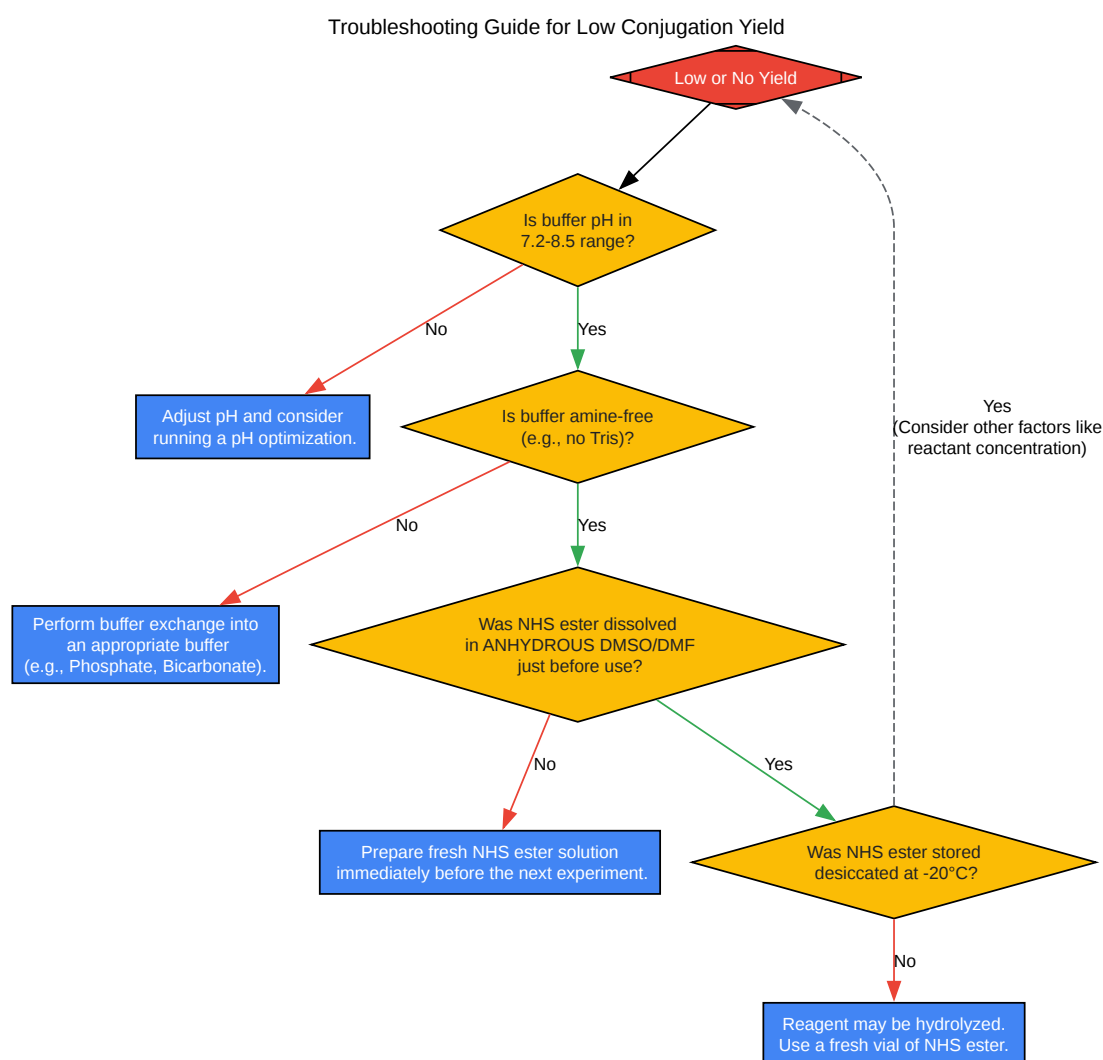 Troubleshooting Guide for Low Conjugation Yield
Low or No Yield
Is buffer pH in
7.2-8.5 range?
No
Yes
Adjust pH and consider
running a pH optimization.
Is buffer amine-free
(e.g., no Tris)?
Yes
(Consider other factors like
reactant concentration)
No
Yes
Perform buffer exchange into
an appropriate buffer
(e.g., Phosphate, Bicarbonate).
Was NHS ester dissolved
in ANHYDROUS DMSO/DMF
just before use?
No
Yes
Prepare fresh NHS ester solution
immediately before the next experiment.
Was NHS ester stored
desiccated at -20°C?
No
Reagent may be hydrolyzed.
Use a fresh vial of NHS ester.